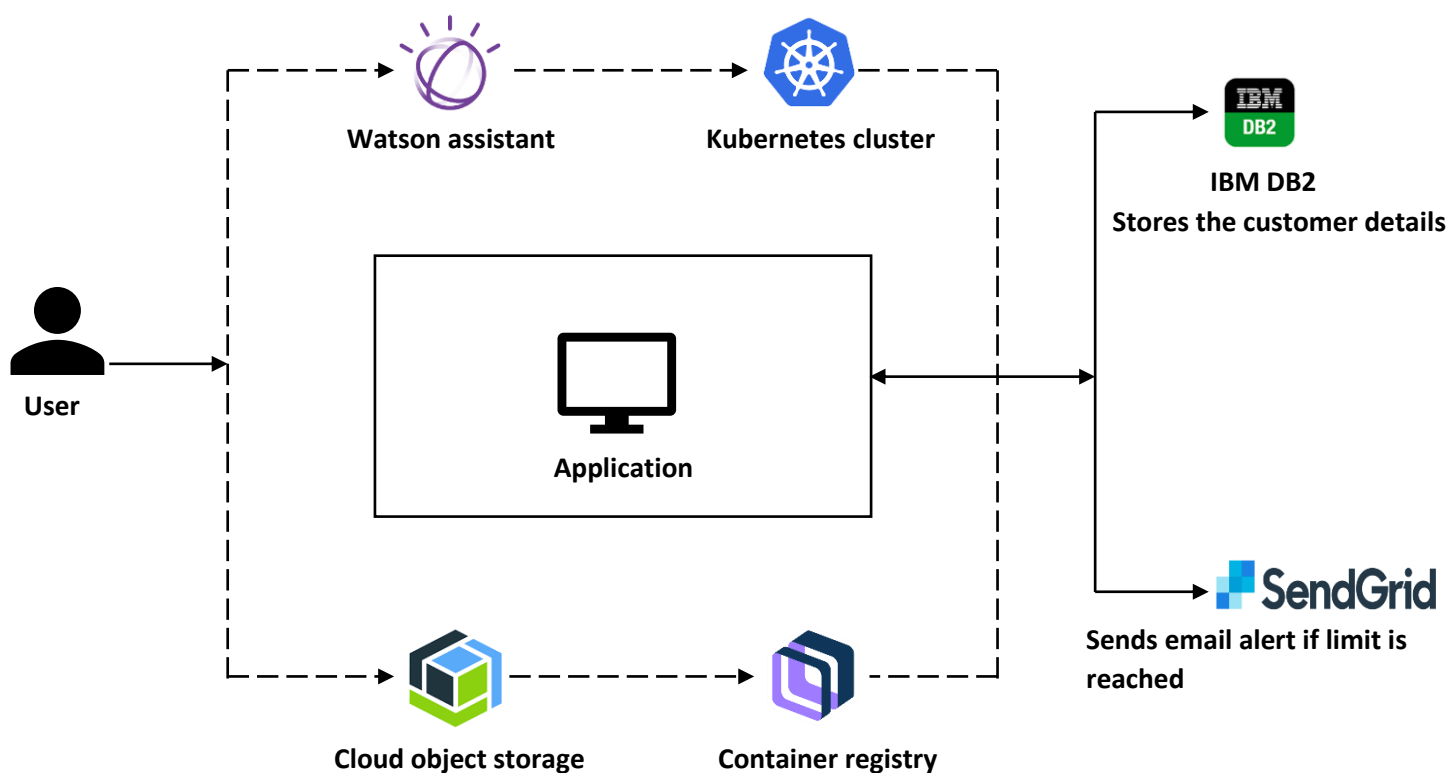 Watson assistant
Kubernetes cluster
IBM
DB2
IBM DB2
Stores the customer details
User
Application
SendGrid
Sends email alert if limit is
reached
Cloud object storage
Container registry